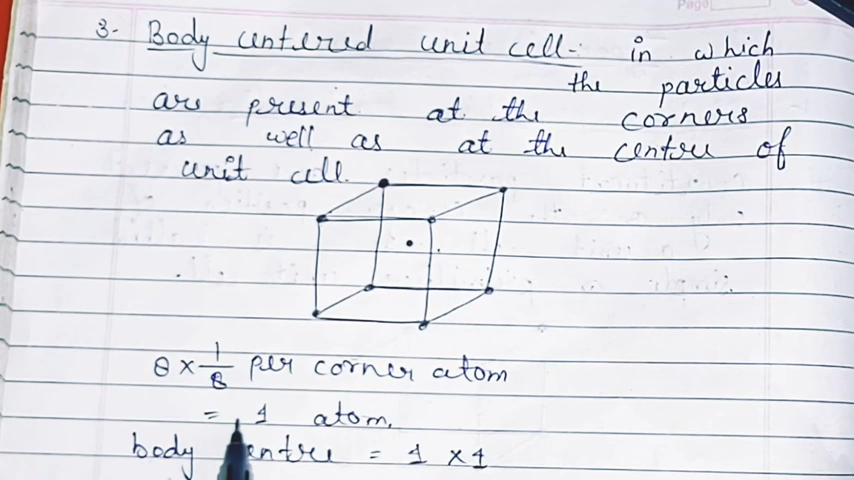 Page
3- Body centered unit cell- in which
the particles
are present at the corners
as well as at the centre of
unit cell.
8 × 1/8 per corner atom
= 1 atom.
body centre = 1 × 1